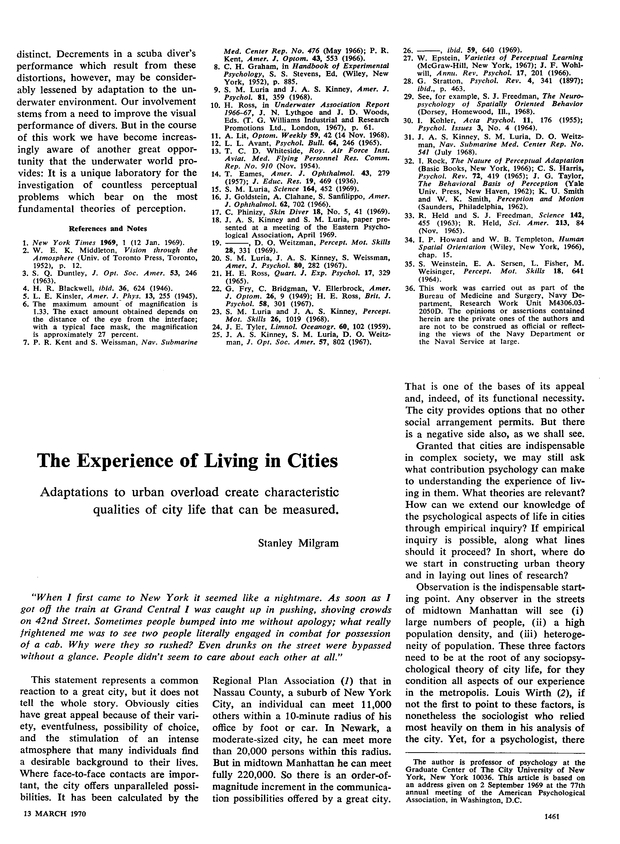 distinct. Decrements in a scuba diver's
performance which result from these
distortions, however, may be consider-
ably lessened by adaptation to the un-
derwater environment. Our involvement
stems from a need to improve the visual
performance of divers. But in the course
of this work we have become increas-
ingly aware of another great oppor-
tunity that the underwater world pro-
vides: It is a unique laboratory for the
investigation of countless perceptual
problems which bear on the most
fundamental theories of perception.
References and Notes
1. New York Times 1969, 1 (12 Jan. 1969).
2. W. E. K. Middleton, Vision through the
Atmosphere (Univ. of Toronto Press, Toronto,
1952), p. 12.
3. S. Q. Duntley, J. Opt. Soc. Amer. 53, 246
(1963).
4. H. R. Blackwell, ibid. 36, 624 (1946).
5. L. E. Kinsler, Amer. J. Phys. 13, 255 (1945).
6. The maximum amount of magnification is
1.33. The exact amount obtained depends on
the distance of the eye from the interface;
with a typical face mask, the magnification
is approximately 27 percent.
7. P. R. Kent and S. Weissman, Nav. Submarine
Med. Center Rep. No. 476 (May 1966); P. R.
Kent, Amer. J. Optom. 43, 553 (1966).
8. C. H. Graham, in Handbook of Experimental
Psychology, S. S. Stevens, Ed. (Wiley, New
York, 1952), p. 885.
9. S. M. Luria and J. A. S. Kinney, Amer. J.
Psychol. 81, 359 (1968).
10. H. Ross, in Underwater Association Report
1966–67, J. N. Lythgoe and J. D. Woods,
Eds. (T. G. Williams Industrial and Research
Promotions Ltd., London, 1967), p. 61.
11. A. Lit, Optom. Weekly 59, 42 (14 Nov. 1968).
12. L. L. Avant, Psychol. Bull. 64, 246 (1965).
13. T. C. D. Whiteside, Roy. Air Force Inst.
Aviat. Med. Flying Personnel Res. Comm.
Rep. No. 910 (Nov. 1954).
14. T. Eames, Amer. J. Ophthalmol. 43, 279
(1957); J. Educ. Res. 19, 469 (1936).
15. S. M. Luria, Science 164, 452 (1969).
16. J. Goldstein, A. Clahane, S. Sanfilippo, Amer.
J. Ophthalmol. 62, 702 (1966).
17. C. Phinizy, Skin Diver 18, No. 5, 41 (1969).
18. J. A. S. Kinney and S. M. Luria, paper pre-
sented at a meeting of the Eastern Psycho-
logical Association, April 1969.
19. ———, D. O. Weitzman, Percept. Mot. Skills
28, 331 (1969).
20. S. M. Luria, J. A. S. Kinney, S. Weissman,
Amer. J. Psychol. 80, 282 (1967).
21. H. E. Ross, Quart. J. Exp. Psychol. 17, 329
(1965).
22. G. Fry, C. Bridgman, V. Ellerbrock, Amer.
J. Optom. 26, 9 (1949); H. E. Ross, Brit. J.
Psychol. 58, 301 (1967).
23. S. M. Luria and J. A. S. Kinney, Percept.
Mot. Skills 26, 1019 (1968).
24. J. E. Tyler, Limnol. Oceanogr. 60, 102 (1959).
25. J. A. S. Kinney, S. M. Luria, D. O. Weitz-
man, J. Opt. Soc. Amer. 57, 802 (1967).
26. ———, ibid. 59, 640 (1969).
27. W. Epstein, Varieties of Perceptual Learning
(McGraw-Hill, New York, 1967); J. F. Wohl-
will, Annu. Rev. Psychol. 17, 201 (1966).
28. G. Stratton, Psychol. Rev. 4, 341 (1897);
ibid., p. 463.
29. See, for example, S. J. Freedman, The Neuro-
psychology of Spatially Oriented Behavior
(Dorsey, Homewood, Ill., 1968).
30. I. Kohler, Acta Psychol. 11, 176 (1955);
Psychol. Issues 3, No. 4 (1964).
31. J. A. S. Kinney, S. M. Luria, D. O. Weitz-
man, Nav. Submarine Med. Center Rep. No.
541 (July 1968).
32. I. Rock, The Nature of Perceptual Adaptation
(Basic Books, New York, 1966); C. S. Harris,
Psychol. Rev. 72, 419 (1965); J. G. Taylor,
The Behavioral Basis of Perception (Yale
Univ. Press, New Haven, 1962); K. U. Smith
and W. K. Smith, Perception and Motion
(Saunders, Philadelphia, 1962).
33. R. Held and S. J. Freedman, Science 142,
455 (1963); R. Held, Sci. Amer. 213, 84
(Nov. 1965).
34. I. P. Howard and W. B. Templeton, Human
Spatial Orientation (Wiley, New York, 1966),
chap. 15.
35. S. Weinstein, E. A. Sersen, L. Fisher, M.
Weisinger, Percept. Mot. Skills 18, 641
(1964).
36. This work was carried out as part of the
Bureau of Medicine and Surgery, Navy De-
partment, Research Work Unit M4306.03-
2050D. The opinions or assertions contained
herein are the private ones of the authors and
are not to be construed as official or reflect-
ing the views of the Navy Department or
the Naval Service at large.
The Experience of Living in Cities
Adaptations to urban overload create characteristic
qualities of city life that can be measured.
Stanley Milgram
"When I first came to New York it seemed like a nightmare. As soon as I
got off the train at Grand Central I was caught up in pushing, shoving crowds
on 42nd Street. Sometimes people bumped into me without apology; what really
frightened me was to see two people literally engaged in combat for possession
of a cab. Why were they so rushed? Even drunks on the street were bypassed
without a glance. People didn't seem to care about each other at all."
This statement represents a common
reaction to a great city, but it does not
tell the whole story. Obviously cities
have great appeal because of their vari-
ety, eventfulness, possibility of choice,
and the stimulation of an intense
atmosphere that many individuals find
a desirable background to their lives.
Where face-to-face contacts are impor-
tant, the city offers unparalleled possi-
bilities. It has been calculated by the
Regional Plan Association (1) that in
Nassau County, a suburb of New York
City, an individual can meet 11,000
others within a 10-minute radius of his
office by foot or car. In Newark, a
moderate-sized city, he can meet more
than 20,000 persons within this radius.
But in midtown Manhattan he can meet
fully 220,000. So there is an order-of-
magnitude increment in the communica-
tion possibilities offered by a great city.
That is one of the bases of its appeal
and, indeed, of its functional necessity.
The city provides options that no other
social arrangement permits. But there
is a negative side also, as we shall see.
Granted that cities are indispensable
in complex society, we may still ask
what contribution psychology can make
to understanding the experience of liv-
ing in them. What theories are relevant?
How can we extend our knowledge of
the psychological aspects of life in cities
through empirical inquiry? If empirical
inquiry is possible, along what lines
should it proceed? In short, where do
we start in constructing urban theory
and in laying out lines of research?
Observation is the indispensable start-
ing point. Any observer in the streets
of midtown Manhattan will see (i)
large numbers of people, (ii) a high
population density, and (iii) heteroge-
neity of population. These three factors
need to be at the root of any sociopsy-
chological theory of city life, for they
condition all aspects of our experience
in the metropolis. Louis Wirth (2), if
not the first to point to these factors, is
nonetheless the sociologist who relied
most heavily on them in his analysis of
the city. Yet, for a psychologist, there
The author is professor of psychology at the
Graduate Center of The City University of New
York, New York 10036. This article is based on
an address given on 2 September 1969 at the 77th
annual meeting of the American Psychological
Association, in Washington, D.C.
13 MARCH 1970
1461